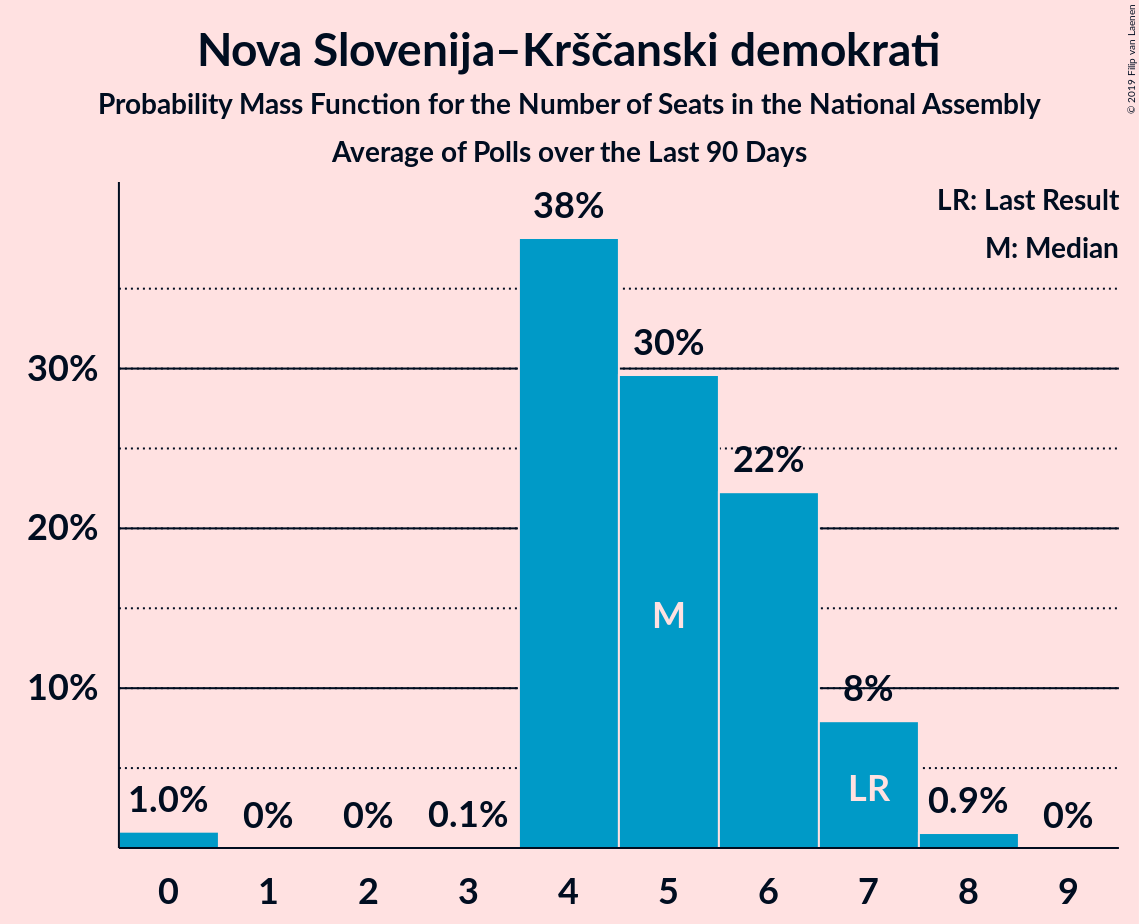 Nova Slovenija–Krščanski demokrati
Probability Mass Function for the Number of Seats in the National Assembly
Average of Polls over the Last 90 Days
© 2019 Filip van Laenen
LR: Last Result
M: Median
38%
30%
30%
22%
20%
M
10%
8%
LR
1.0%
0%
0%
0.1%
0.9%
0%
0 1 2 3 4 5 6 7 8 9